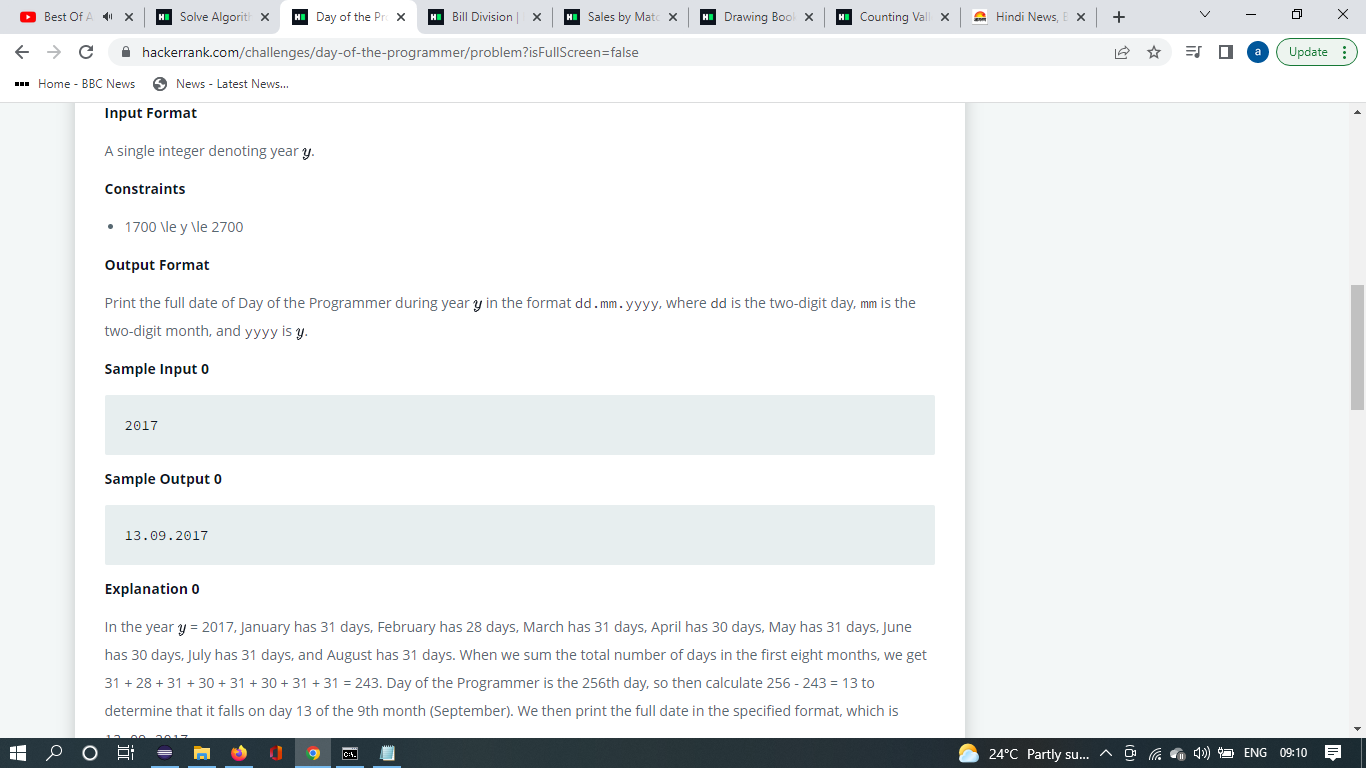 Best Of A
Solve Algorith
Day of the Pr
Bill Division |
Sales by Matc
Drawing Book
Counting Vall
Hindi News, B
hackerrank.com/challenges/day-of-the-programmer/problem?isFullScreen=false
a
Update
Home - BBC News
News - Latest News...
Input Format
A single integer denoting year y.
Constraints
• 1700 \le y \le 2700
Output Format
Print the full date of Day of the Programmer during year y in the format dd.mm.yyyy, where dd is the two-digit day, mm is the
two-digit month, and yyyy is y.
Sample Input 0
2017
Sample Output 0
13.09.2017
Explanation 0
In the year y = 2017, January has 31 days, February has 28 days, March has 31 days, April has 30 days, May has 31 days, June
has 30 days, July has 31 days, and August has 31 days. When we sum the total number of days in the first eight months, we get
31 + 28 + 31 + 30 + 31 + 30 + 31 + 31 = 243. Day of the Programmer is the 256th day, so then calculate 256 - 243 = 13 to
determine that it falls on day 13 of the 9th month (September). We then print the full date in the specified format, which is
13.09.2017
24°C Partly su...
ENG
09:10